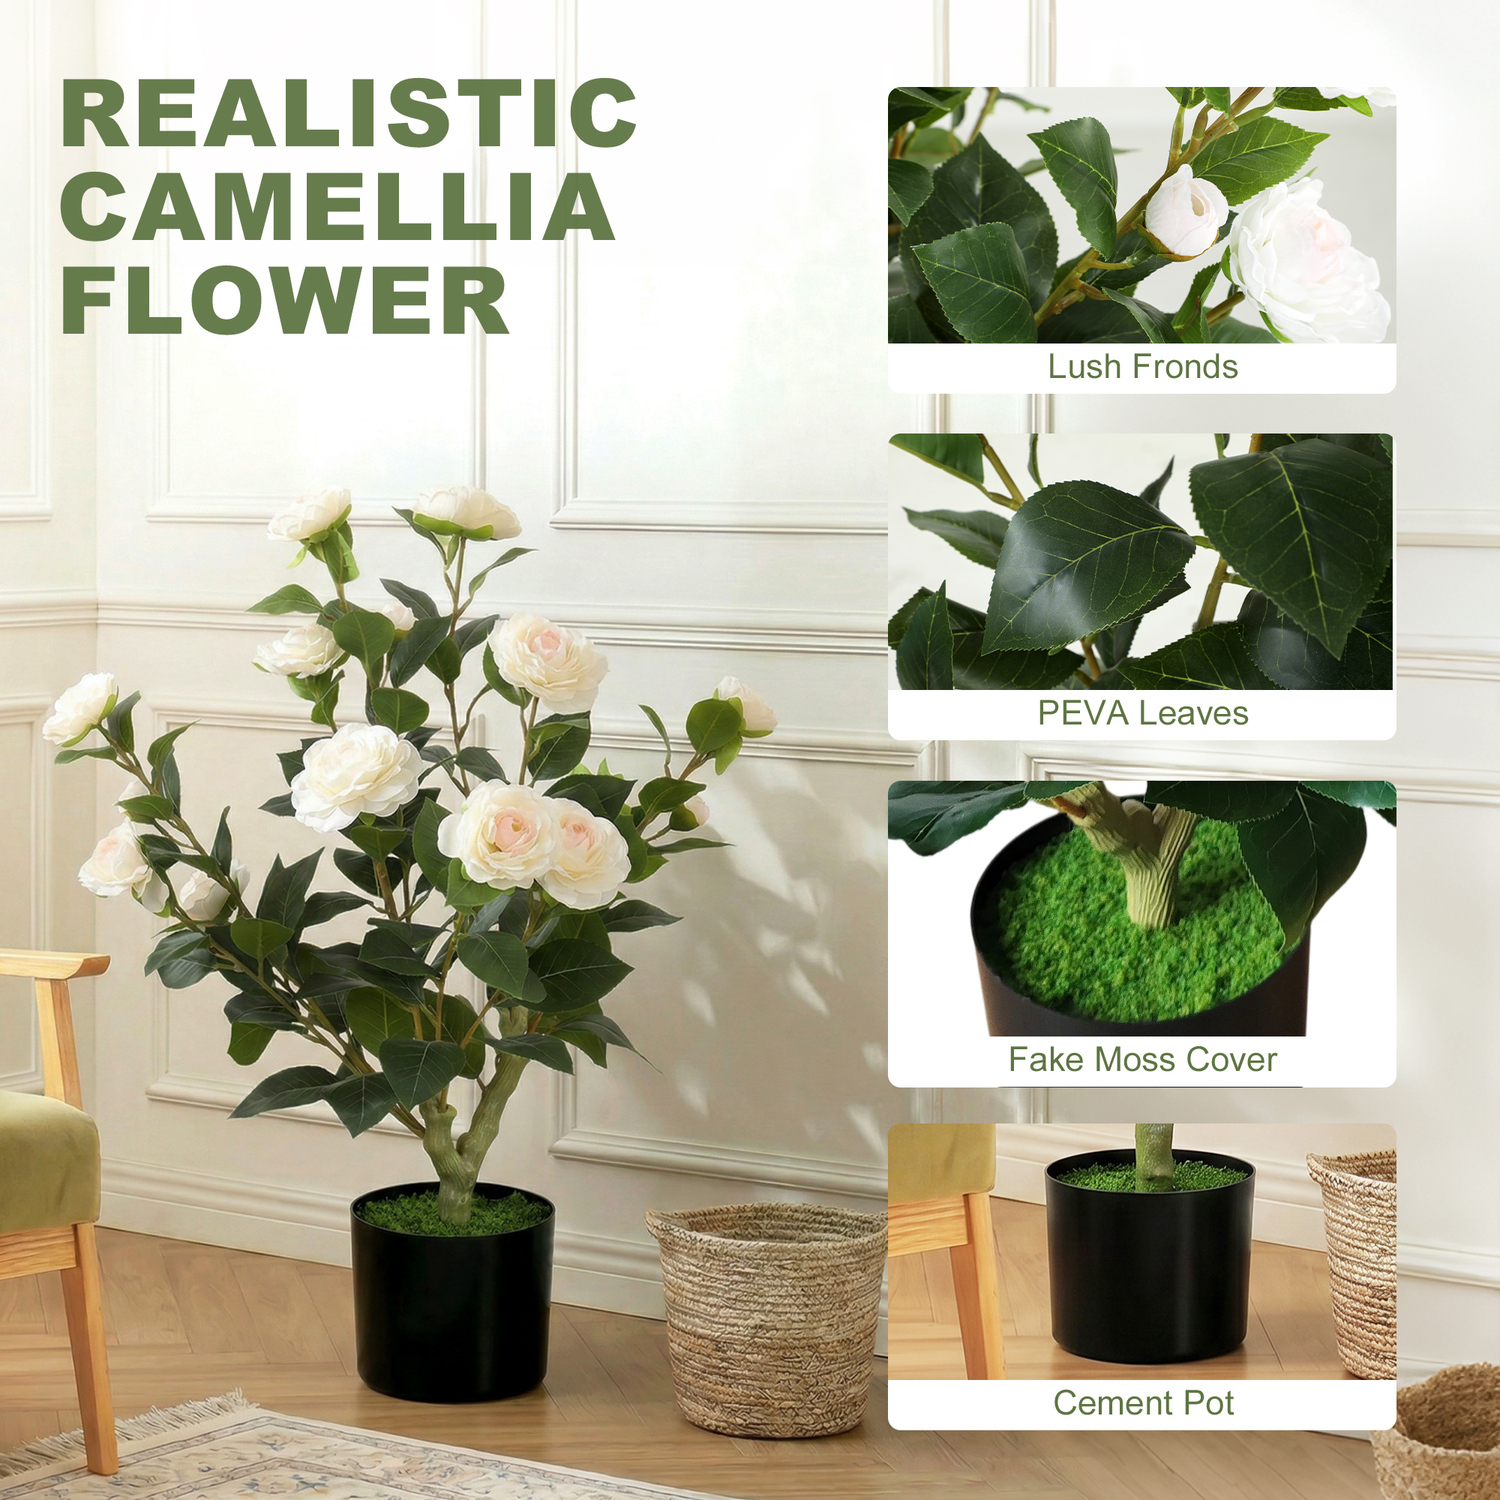 REALISTIC
CAMELLIA
FLOWER
Lush Fronds
PEVA Leaves
Fake Moss Cover
Cement Pot